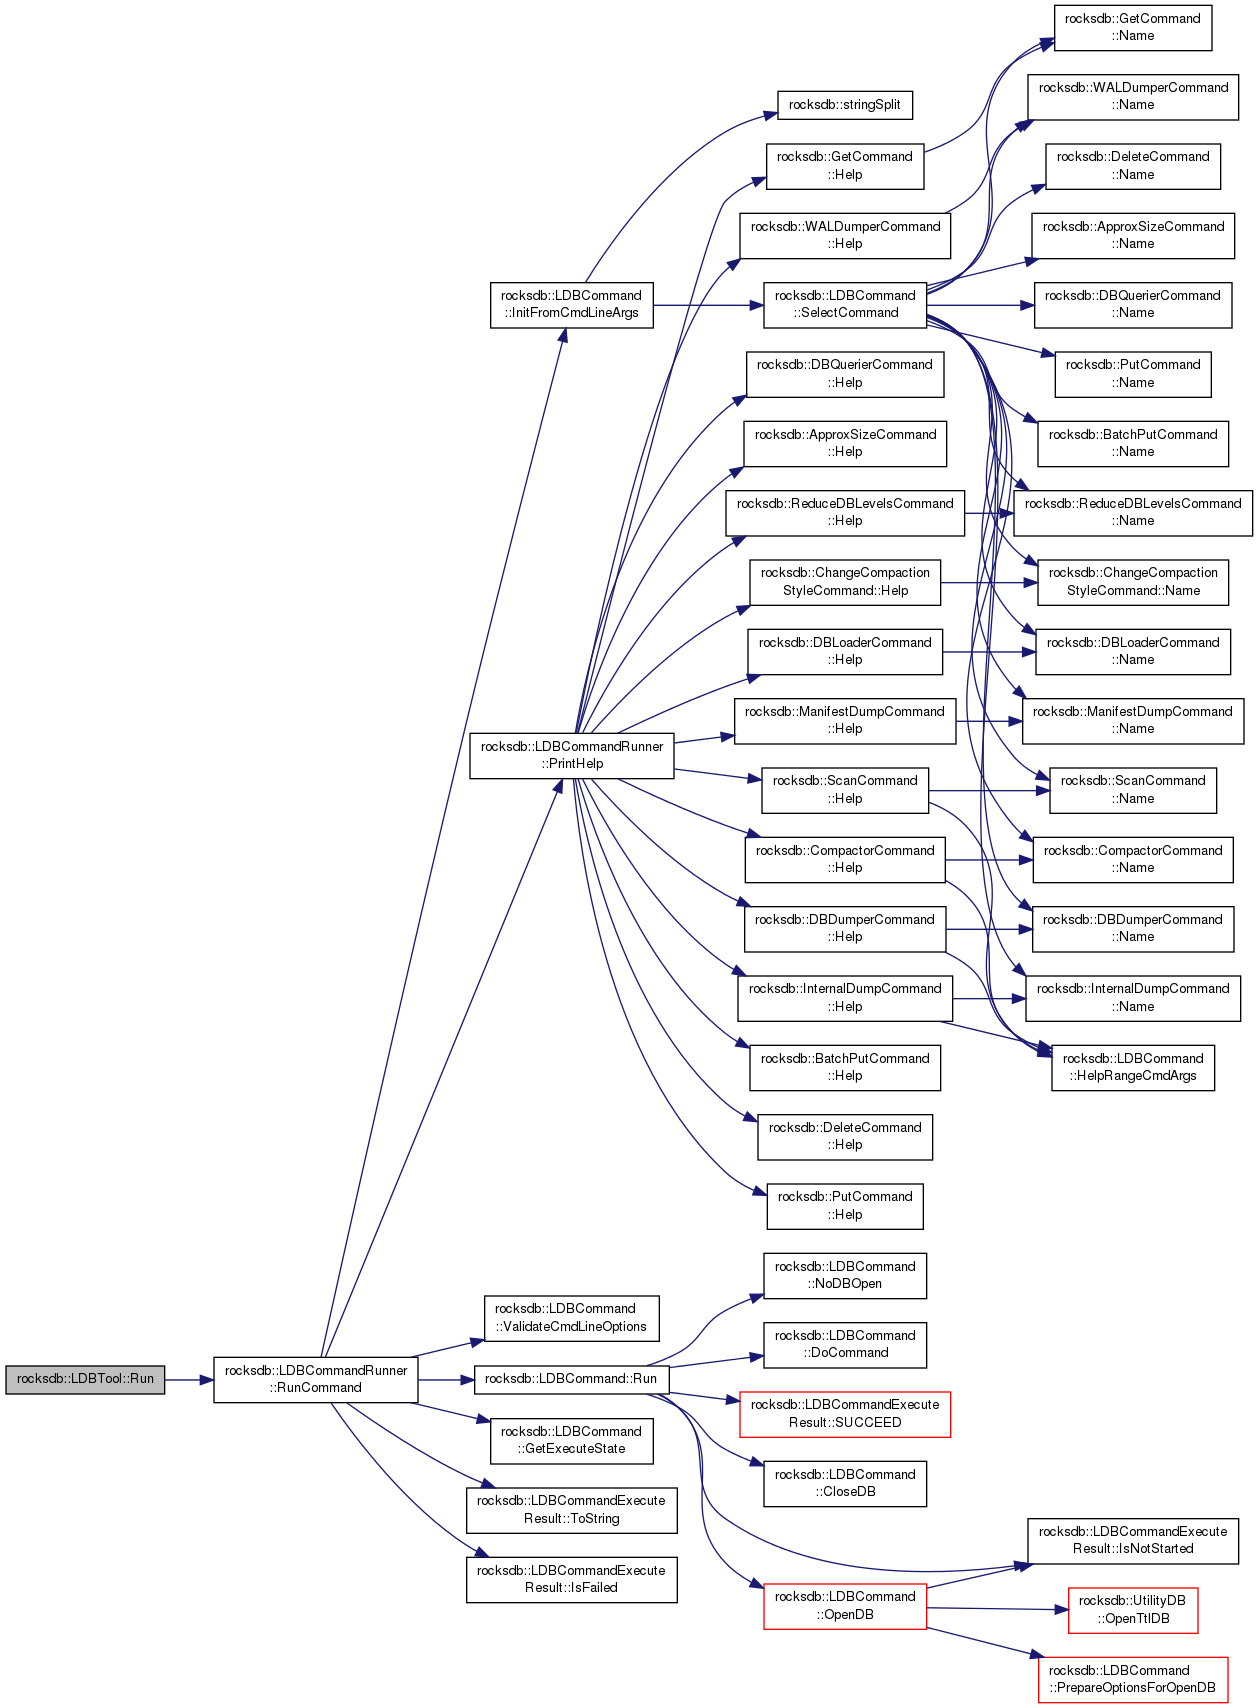 rocksdb::GetCommand
::Name
rocksdb::WALDumperCommand
::Name
rocksdb::stringSplit
rocksdb::GetCommand
::Help
rocksdb::DeleteCommand
::Name
rocksdb::WALDumperCommand
::Help
rocksdb::ApproxSizeCommand
::Name
rocksdb::LDBCommand
::InitFromCmdLineArgs
rocksdb::LDBCommand
::SelectCommand
rocksdb::DBQuerierCommand
::Name
rocksdb::DBQuerierCommand
::Help
rocksdb::PutCommand
::Name
rocksdb::ApproxSizeCommand
::Help
rocksdb::BatchPutCommand
::Name
rocksdb::ReduceDBLevelsCommand
::Help
rocksdb::ReduceDBLevelsCommand
::Name
rocksdb::ChangeCompaction
StyleCommand::Help
rocksdb::ChangeCompaction
StyleCommand::Name
rocksdb::DBLoaderCommand
::Help
rocksdb::DBLoaderCommand
::Name
rocksdb::ManifestDumpCommand
::Help
rocksdb::ManifestDumpCommand
::Name
rocksdb::LDBCommandRunner
::PrintHelp
rocksdb::ScanCommand
::Help
rocksdb::ScanCommand
::Name
rocksdb::CompactorCommand
::Help
rocksdb::CompactorCommand
::Name
rocksdb::DBDumperCommand
::Help
rocksdb::DBDumperCommand
::Name
rocksdb::InternalDumpCommand
::Help
rocksdb::InternalDumpCommand
::Name
rocksdb::BatchPutCommand
::Help
rocksdb::LDBCommand
::HelpRangeCmdArgs
rocksdb::DeleteCommand
::Help
rocksdb::PutCommand
::Help
rocksdb::LDBCommand
::NoDBOpen
rocksdb::LDBCommand
::ValidateCmdLineOptions
rocksdb::LDBCommand
::DoCommand
rocksdb::LDBTool::Run
rocksdb::LDBCommandRunner
::RunCommand
rocksdb::LDBCommand::Run
rocksdb::LDBCommandExecute
Result::SUCCEED
rocksdb::LDBCommand
::GetExecuteState
rocksdb::LDBCommand
::CloseDB
rocksdb::LDBCommandExecute
Result::ToString
rocksdb::LDBCommandExecute
Result::IsNotStarted
rocksdb::LDBCommandExecute
Result::IsFailed
rocksdb::LDBCommand
::OpenDB
rocksdb::UtilityDB
::OpenTtlDB
rocksdb::LDBCommand
::PrepareOptionsForOpenDB